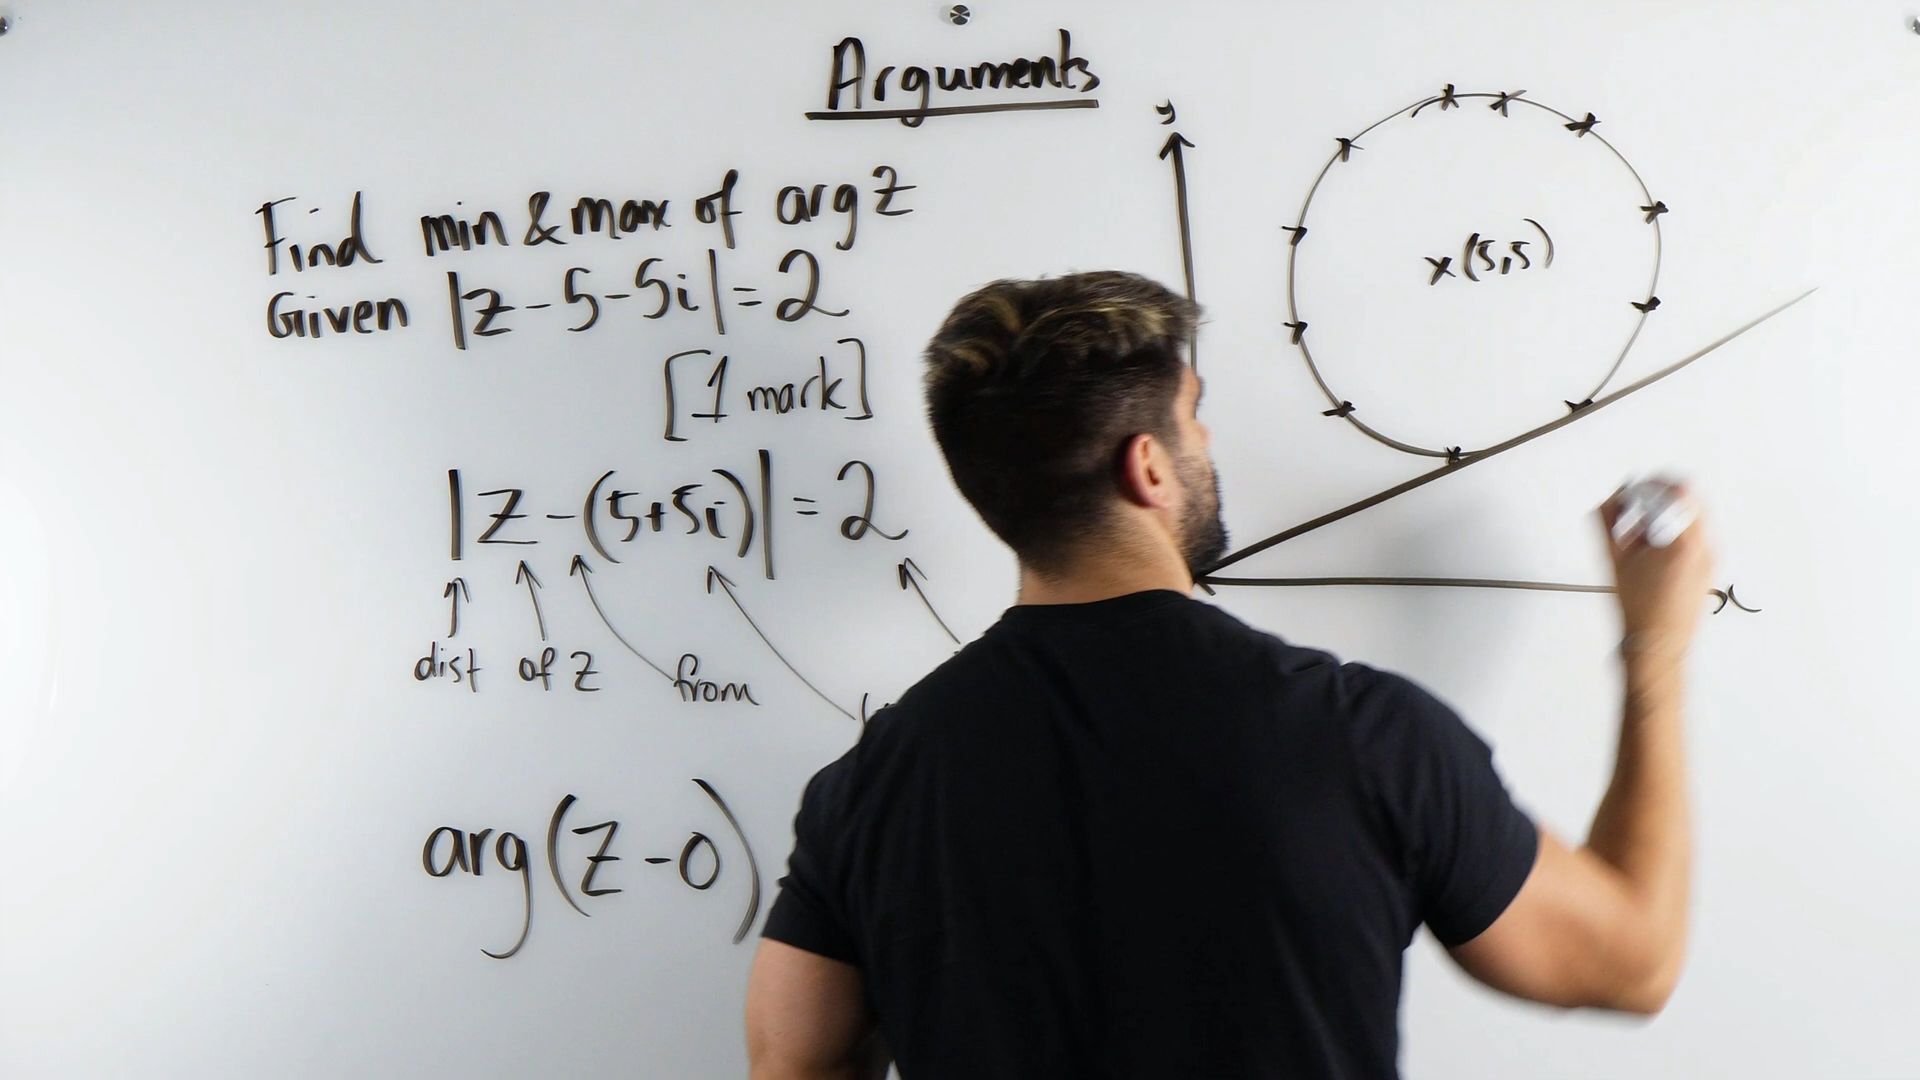 Arguments
Find min & max of arg z
Given |z-5-5i|=2
[1 mark]
|z-(5+5i)|=2
dist of z from
arg(z-0)
y
x(5,5)
x